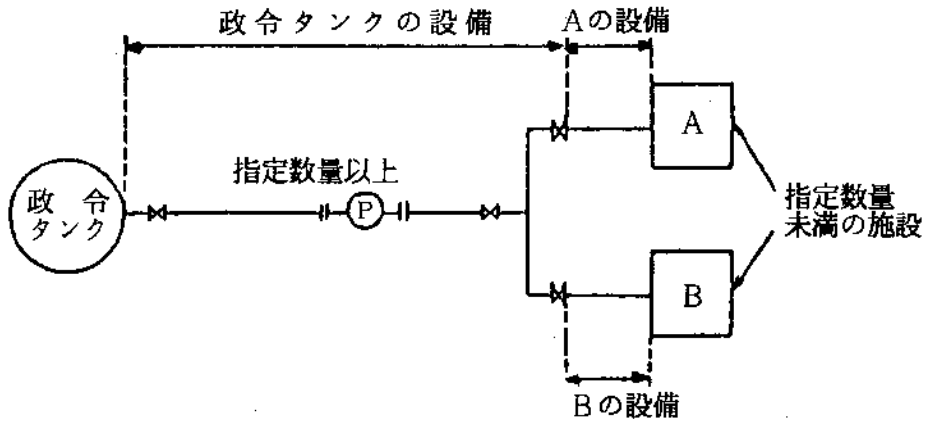 政令タンクの設備
Aの設備
A
指定数量以上
政令
タンク
P
指定数量
未満の施設
B
Bの設備